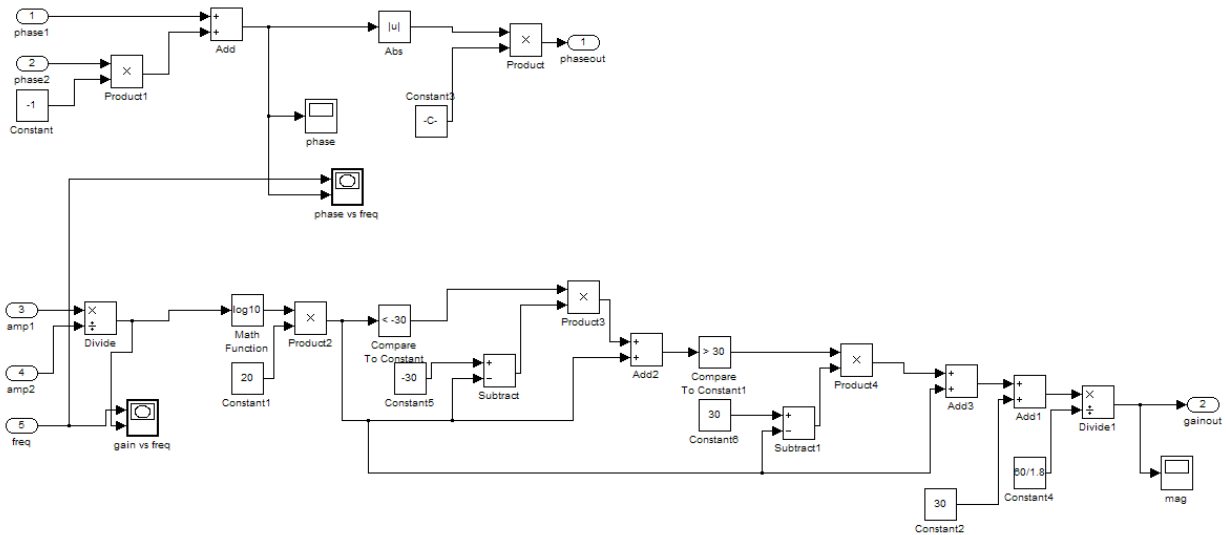 1
phase1
+
+
Add
2
phase2
×
Product1
-1
Constant
|u|
Abs
×
Product
1
phaseout
Constant3
-C-
phase
phase vs freq
3
amp1
×
÷
Divide
4
amp2
5
freq
gain vs freq
log10
Math
Function
20
Constant1
×
Product2
< -30
Compare
To Constant
-30
Constant5
+
−
Subtract
×
Product3
+
+
Add2
> 30
Compare
To Constant1
30
Constant6
+
−
Subtract1
×
Product4
+
+
Add3
+
+
Add1
30
Constant2
60/1.8
Constant4
×
÷
Divide1
2
gainout
mag